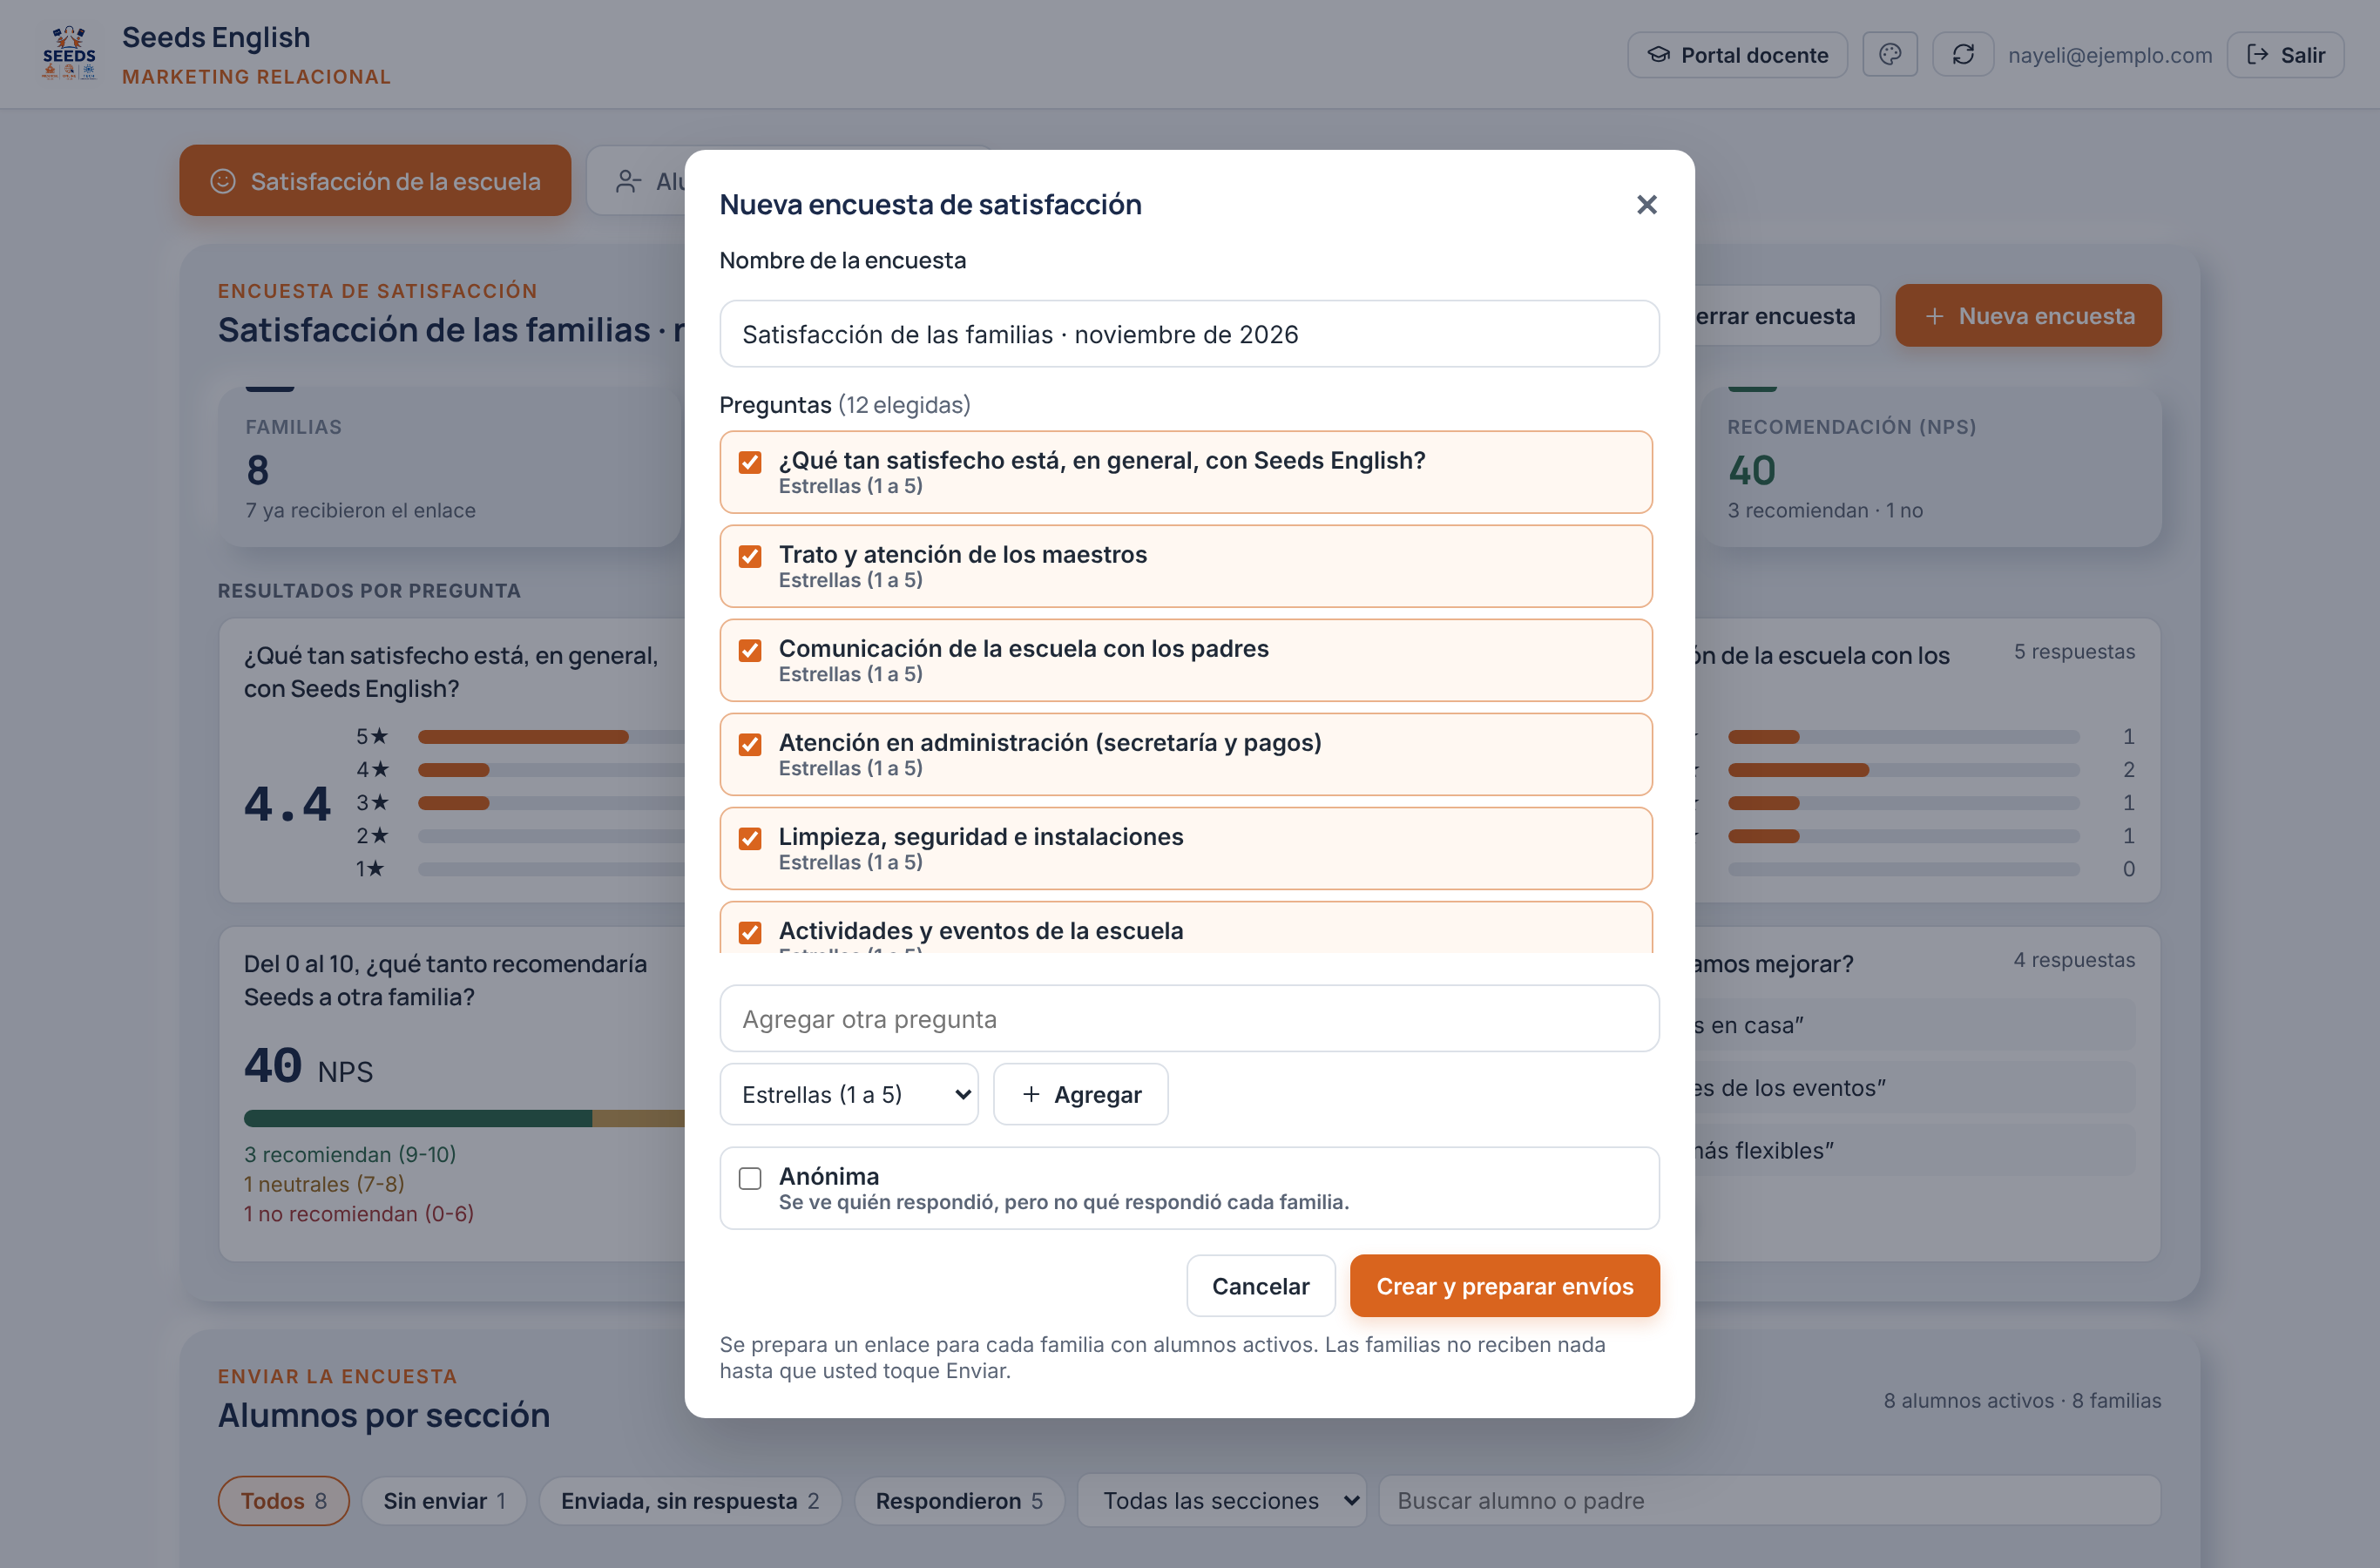 SEEDS
Seeds English
MARKETING RELACIONAL
Portal docente
nayeli@ejemplo.com
Salir
Satisfacción de la escuela
ENCUESTA DE SATISFACCIÓN
Satisfacción de las familias ·
errar encuesta
+ Nueva encuesta
FAMILIAS
8
7 ya recibieron el enlace
RECOMENDACIÓN (NPS)
40
3 recomiendan · 1 no
RESULTADOS POR PREGUNTA
¿Qué tan satisfecho está, en general,
con Seeds English?
4.4
5★
4★
3★
2★
1★
ón de la escuela con los
5 respuestas
1
2
1
1
0
Del 0 al 10, ¿qué tanto recomendaría
Seeds a otra familia?
40 NPS
3 recomiendan (9-10)
1 neutrales (7-8)
1 no recomiendan (0-6)
amos mejorar?
4 respuestas
s en casa”
es de los eventos”
más flexibles”
Nueva encuesta de satisfacción
Nombre de la encuesta
Satisfacción de las familias · noviembre de 2026
Preguntas (12 elegidas)
¿Qué tan satisfecho está, en general, con Seeds English?
Estrellas (1 a 5)
Trato y atención de los maestros
Estrellas (1 a 5)
Comunicación de la escuela con los padres
Estrellas (1 a 5)
Atención en administración (secretaría y pagos)
Estrellas (1 a 5)
Limpieza, seguridad e instalaciones
Estrellas (1 a 5)
Actividades y eventos de la escuela
Estrellas (1 a 5)
Agregar otra pregunta
Estrellas (1 a 5)
+ Agregar
Anónima
Se ve quién respondió, pero no qué respondió cada familia.
Cancelar
Crear y preparar envíos
Se prepara un enlace para cada familia con alumnos activos. Las familias no reciben nada
hasta que usted toque Enviar.
ENVIAR LA ENCUESTA
Alumnos por sección
8 alumnos activos · 8 familias
Todos 8
Sin enviar 1
Enviada, sin respuesta 2
Respondieron 5
Todas las secciones
Buscar alumno o padre